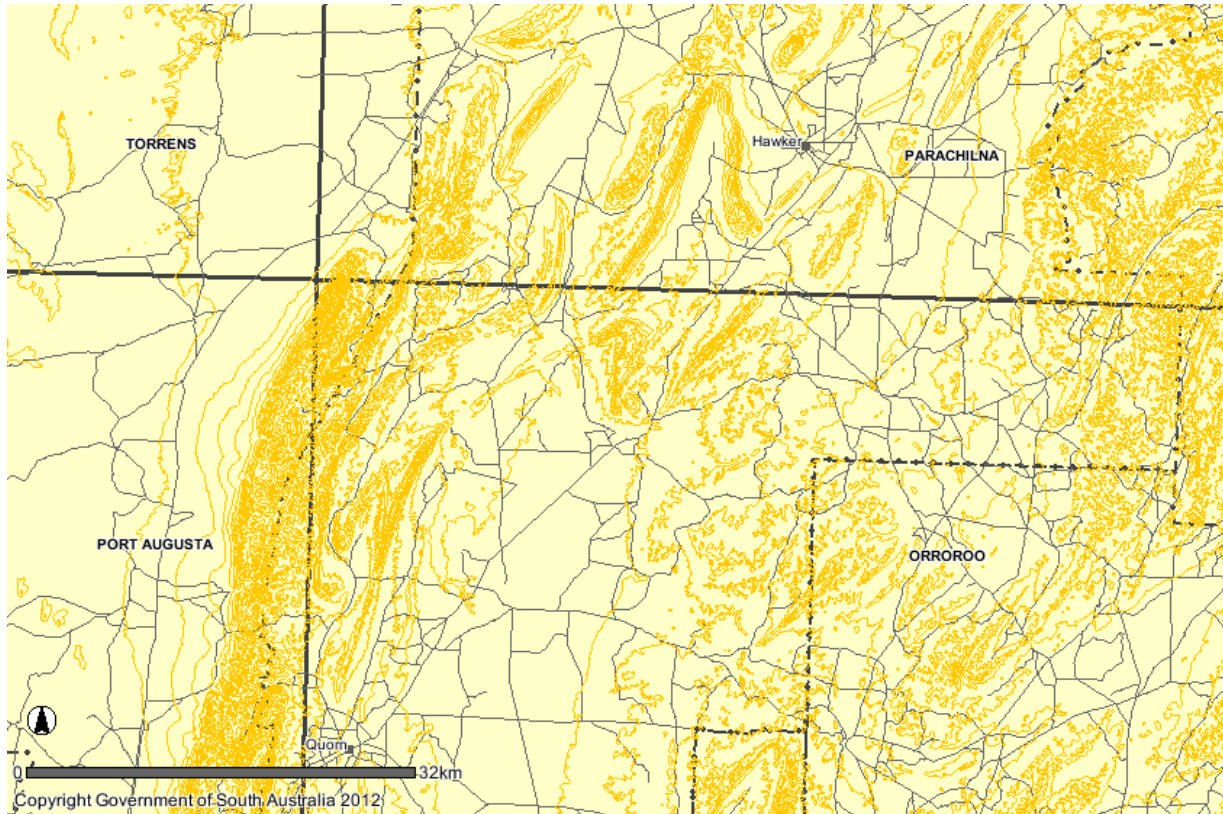 TORRENS
Hawker
PARACHILNA
PORT AUGUSTA
ORROROO
Quorn
0 32km
Copyright Government of South Australia 2012